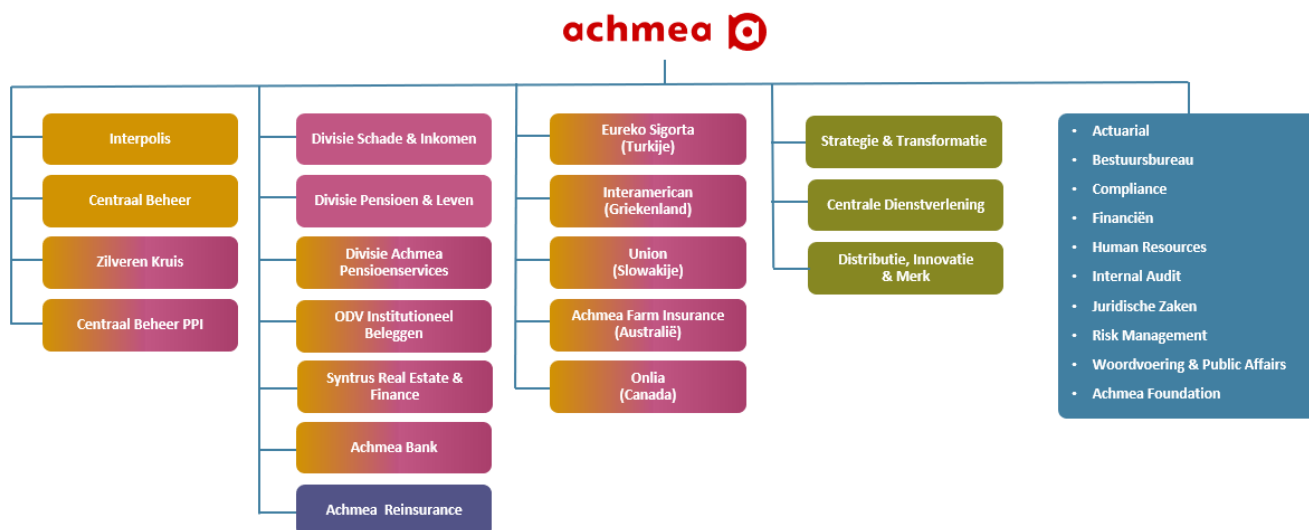 achmea
Interpolis
Centraal Beheer
Zilveren Kruis
Centraal Beheer PPI
Divisie Schade & Inkomen
Divisie Pensioen & Leven
Divisie Achmea
Pensioenservices
ODV Institutioneel
Beleggen
Syntrus Real Estate &
Finance
Achmea Bank
Achmea Reinsurance
Eureko Sigorta
(Turkije)
Interamerican
(Griekenland)
Union
(Slowakije)
Achmea Farm Insurance
(Australië)
Onlia
(Canada)
Strategie & Transformatie
Centrale Dienstverlening
Distributie, Innovatie
& Merk
• Actuarial
• Bestuursbureau
• Compliance
• Financiën
• Human Resources
• Internal Audit
• Juridische Zaken
• Risk Management
• Woordvoering & Public Affairs
• Achmea Foundation